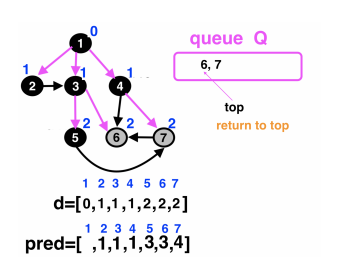 0
1
queue Q
1
1
1
2
3
4
6, 7
top
return to top
2
2
2
5
6
7
1 2 3 4 5 6 7
d=[0,1,1,1,2,2,2]
1 2 3 4 5 6 7
pred=[ ,1,1,1,3,3,4]